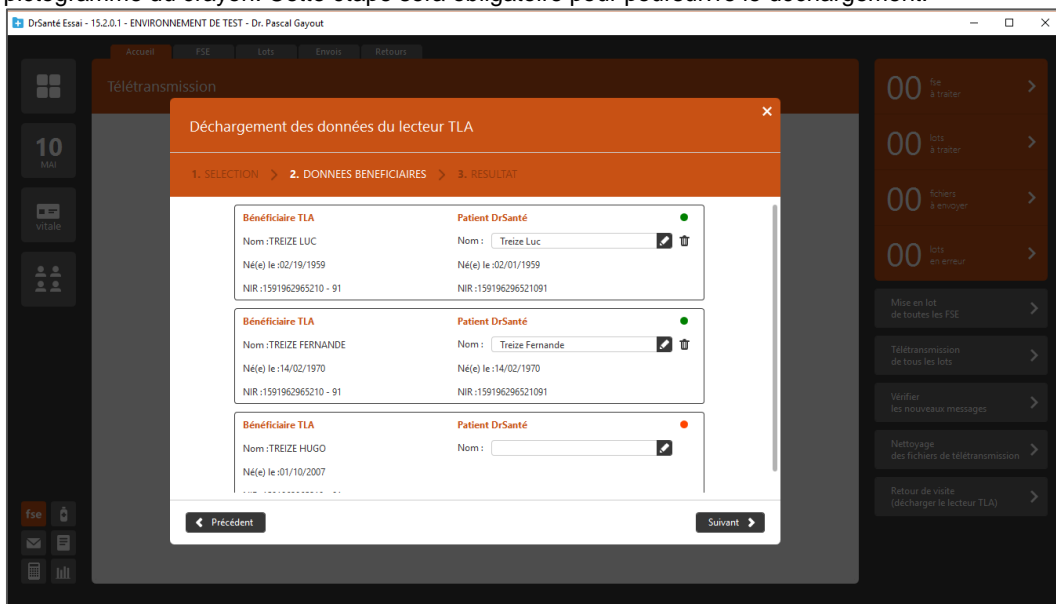 pictogramme du crayon. Cette étape sera obligatoire pour poursuivre le déchargement.
DrSanté Essai - 15.2.0.1 - ENVIRONNEMENT DE TEST - Dr. Pascal Gayout
Accueil FSE Lots Envois Retours
Télétransmission
10
MAI
vitale
fse
Déchargement des données du lecteur TLA
1. SELECTION > 2. DONNEES BENEFICIAIRES > 3. RESULTAT
Bénéficiaire TLA Patient DrSanté
Nom :TREIZE LUC Nom : Treize Luc
Né(e) le :02/19/1959 Né(e) le :02/01/1959
NIR :1591962965210 - 91 NIR :159196296521091
Bénéficiaire TLA Patient DrSanté
Nom :TREIZE FERNANDE Nom : Treize Fernande
Né(e) le :14/02/1970 Né(e) le :14/02/1970
NIR :1591962965210 - 91 NIR :159196296521091
Bénéficiaire TLA Patient DrSanté
Nom :TREIZE HUGO Nom :
Né(e) le :01/10/2007
Précédent Suivant
00 fse
à traiter
00 lots
à traiter
00 fichiers
à envoyer
00 lots
en erreur
Mise en lot
de toutes les FSE
Télétransmission
de tous les lots
Vérifier
les nouveaux messages
Nettoyage
des fichiers de télétransmission
Retour de visite
(décharger le lecteur TLA)